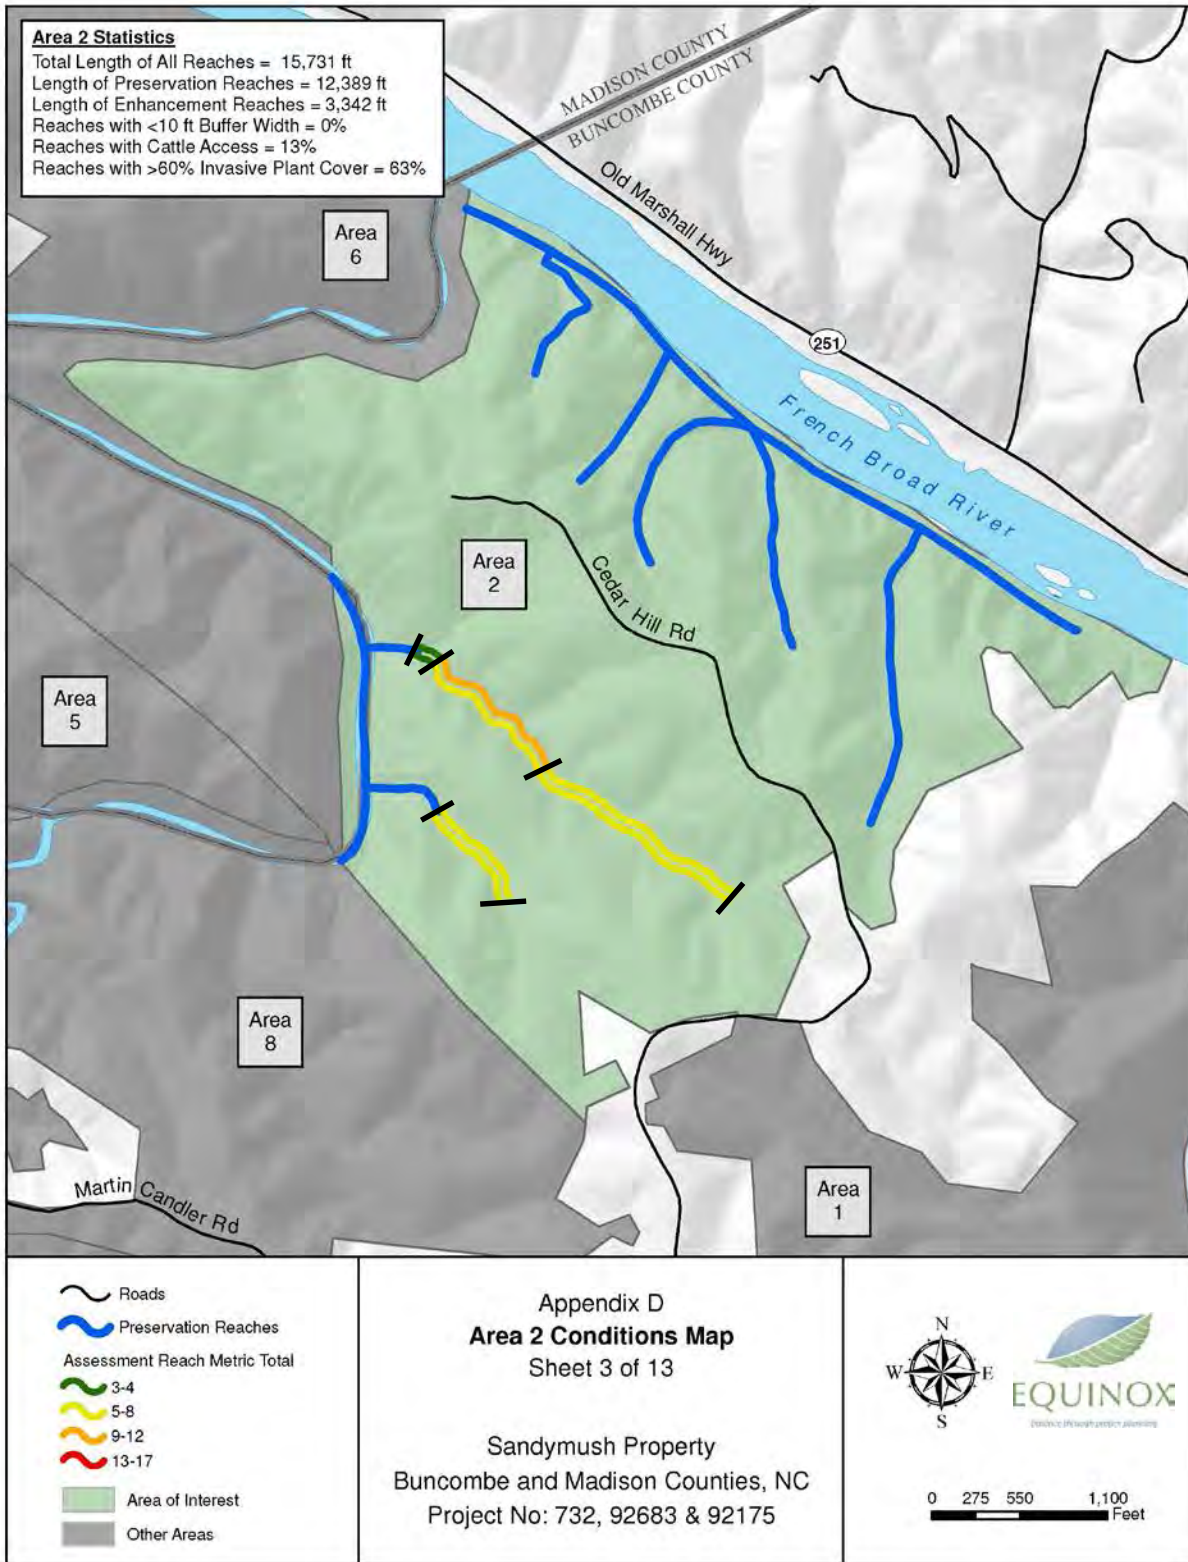 Area 2 Statistics
Total Length of All Reaches = 15,731 ft
Length of Preservation Reaches = 12,389 ft
Length of Enhancement Reaches = 3,342 ft
Reaches with <10 ft Buffer Width = 0%
Reaches with Cattle Access = 13%
Reaches with >60% Invasive Plant Cover = 63%
MADISON COUNTY
BUNCOMBE COUNTY
Old Marshall Hwy
Area
6
251
French Broad River
Area
2
Cedar Hill Rd
Area
5
Area
8
Area
1
Martin Candler Rd
Roads
Preservation Reaches
Assessment Reach Metric Total
3-4
5-8
9-12
13-17
Area of Interest
Other Areas
Appendix D
Area 2 Conditions Map
Sheet 3 of 13
Sandymush Property
Buncombe and Madison Counties, NC
Project No: 732, 92683 & 92175
N
W E
S
EQUINOX
0 275 550 1,100
Feet